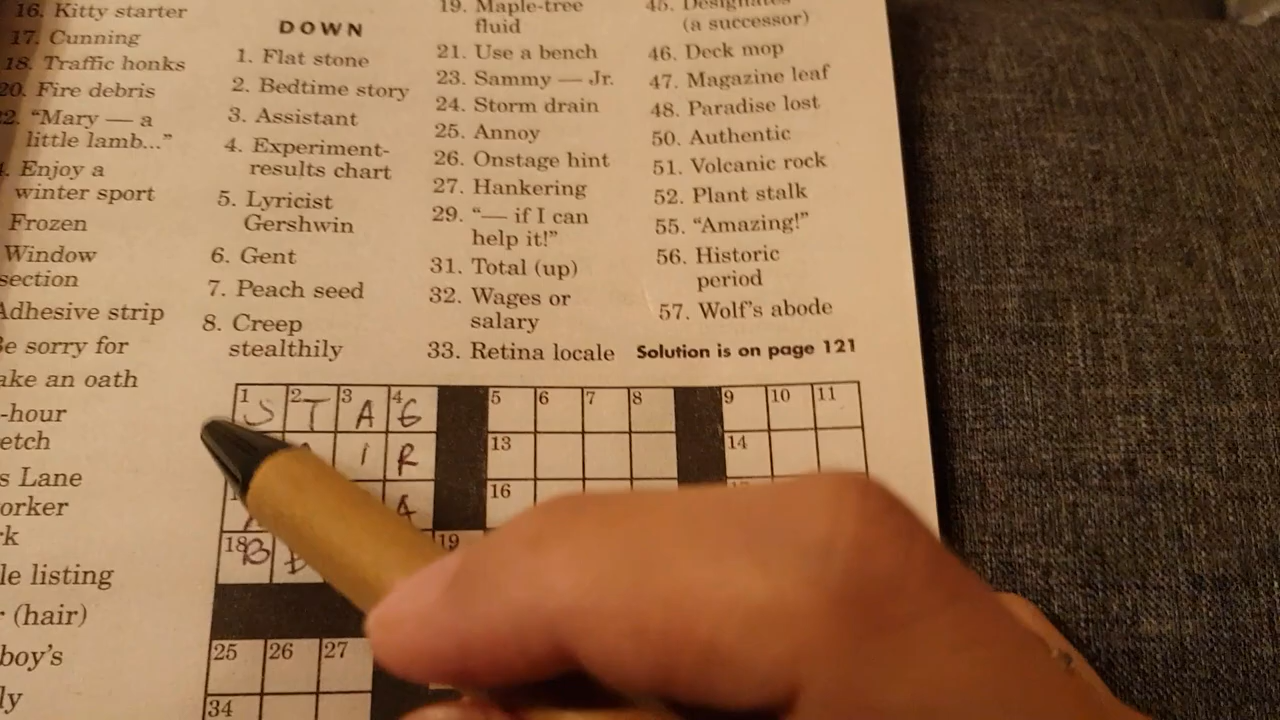 16. Kitty starter
17. Cunning
18. Traffic honks
20. Fire debris
22. “Mary — a
little lamb...”
Enjoy a
winter sport
Frozen
Window
section
Adhesive strip
Be sorry for
ake an oath
-hour
etch
s Lane
orker
k
le listing
r (hair)
boy's
ly
DOWN
1. Flat stone
2. Bedtime story
3. Assistant
4. Experiment-
results chart
5. Lyricist
Gershwin
6. Gent
7. Peach seed
8. Creep
stealthily
19. Maple-tree
fluid
21. Use a bench
23. Sammy — Jr.
24. Storm drain
25. Annoy
26. Onstage hint
27. Hankering
29. “— if I can
help it!”
31. Total (up)
32. Wages or
salary
33. Retina locale
45. Designates
(a successor)
46. Deck mop
47. Magazine leaf
48. Paradise lost
50. Authentic
51. Volcanic rock
52. Plant stalk
55. “Amazing!”
56. Historic
period
57. Wolf's abode
Solution is on page 121
1 2 3 4 5 6 7 8 9 10 11
S T A G
13 14
I R
16
A
18 19
B
25 26 27
34